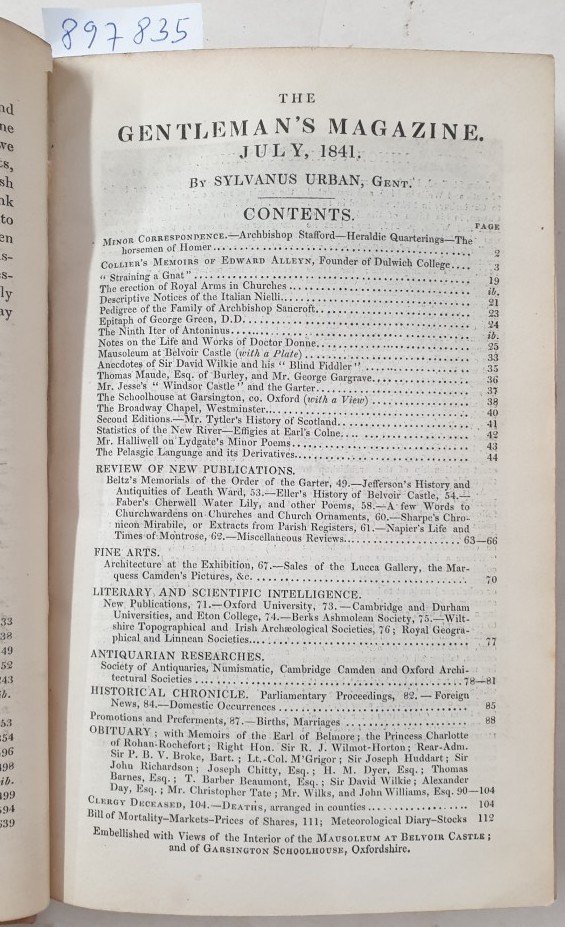 897835
THE
GENTLEMAN'S MAGAZINE.
JULY, 1841.
BY SYLVANUS URBAN, GENT.
CONTENTS.
PAGE
MINOR CORRESPONDENCE.—Archbishop Stafford—Heraldic Quarterings—The
horsemen of Homer 2
COLLIER'S MEMOIRS OF EDWARD ALLEYN, Founder of Dulwich College.... 3
" Straining a Gnat" 19
The erection of Royal Arms in Churches ib.
Descriptive Notices of the Italian Nielli 21
Pedigree of the Family of Archbishop Sancroft 23
Epitaph of George Green, D.D. 24
The Ninth Iter of Antoninus ib.
Notes on the Life and Works of Doctor Donne 25
Mausoleum at Belvoir Castle (with a Plate) 33
Anecdotes of Sir David Wilkie and his " Blind Fiddler" 35
Thomas Maude, Esq. of Burley, and Mr. George Gargrave 36
Mr. Jesse's " Windsor Castle" and the Garter 37
The Schoolhouse at Garsington, co. Oxford (with a View) 38
The Broadway Chapel, Westminster 40
Second Editions.—Mr. Tytler's History of Scotland 41
Statistics of the New River—Effigies at Earl's Colne 42
Mr. Halliwell on Lydgate's Minor Poems 43
The Pelasgic Language and its Derivatives 44
REVIEW OF NEW PUBLICATIONS.
Beltz's Memorials of the Order of the Garter, 49.—Jefferson's History and
Antiquities of Leath Ward, 53.—Eller's History of Belvoir Castle, 54.—
Faber's Cherwell Water Lily, and other Poems, 58.—A few Words to
Churchwardens on Churches and Church Ornaments, 60.—Sharpe's Chro-
nicon Mirabile, or Extracts from Parish Registers, 61.—Napier's Life and
Times of Montrose, 62.—Miscellaneous Reviews 63—66
FINE ARTS.
Architecture at the Exhibition, 67.—Sales of the Lucca Gallery, the Mar-
quess Camden's Pictures, &c. 70
LITERARY AND SCIENTIFIC INTELLIGENCE.
New Publications, 71.—Oxford University, 73.—Cambridge and Durham
Universities, and Eton College, 74.—Berks Ashmolean Society, 75.—Wilt-
shire Topographical and Irish Archæological Societies, 76; Royal Geogra-
phical and Linnean Societies 77
ANTIQUARIAN RESEARCHES.
Society of Antiquaries, Numismatic, Cambridge Camden and Oxford Archi-
tectural Societies 78—81
HISTORICAL CHRONICLE. Parliamentary Proceedings, 82.—Foreign
News, 84.—Domestic Occurrences 85
Promotions and Preferments, 87.—Births, Marriages 88
OBITUARY; with Memoirs of the Earl of Belmore; the Princess Charlotte
of Rohan-Rochefort; Right Hon. Sir R. J. Wilmot-Horton; Rear-Adm.
Sir P. B. V. Broke, Bart.; Lt.-Col. M'Grigor; Sir Joseph Huddart; Sir
John Richardson; Joseph Chitty, Esq.; H. M. Dyer, Esq.; Thomas
Barnes, Esq.; T. Barber Beaumont, Esq.; Sir David Wilkie; Alexander
Day, Esq.; Mr. Christopher Tate; Mr. Wilks, and John Williams, Esq. 90—104
CLERGY DECEASED, 104.—DEATHS, arranged in counties 104
Bill of Mortality—Markets—Prices of Shares, 111; Meteorological Diary—Stocks 112
Embellished with Views of the Interior of the MAUSOLEUM AT BELVOIR CASTLE;
and of GARSINGTON SCHOOLHOUSE, Oxfordshire.